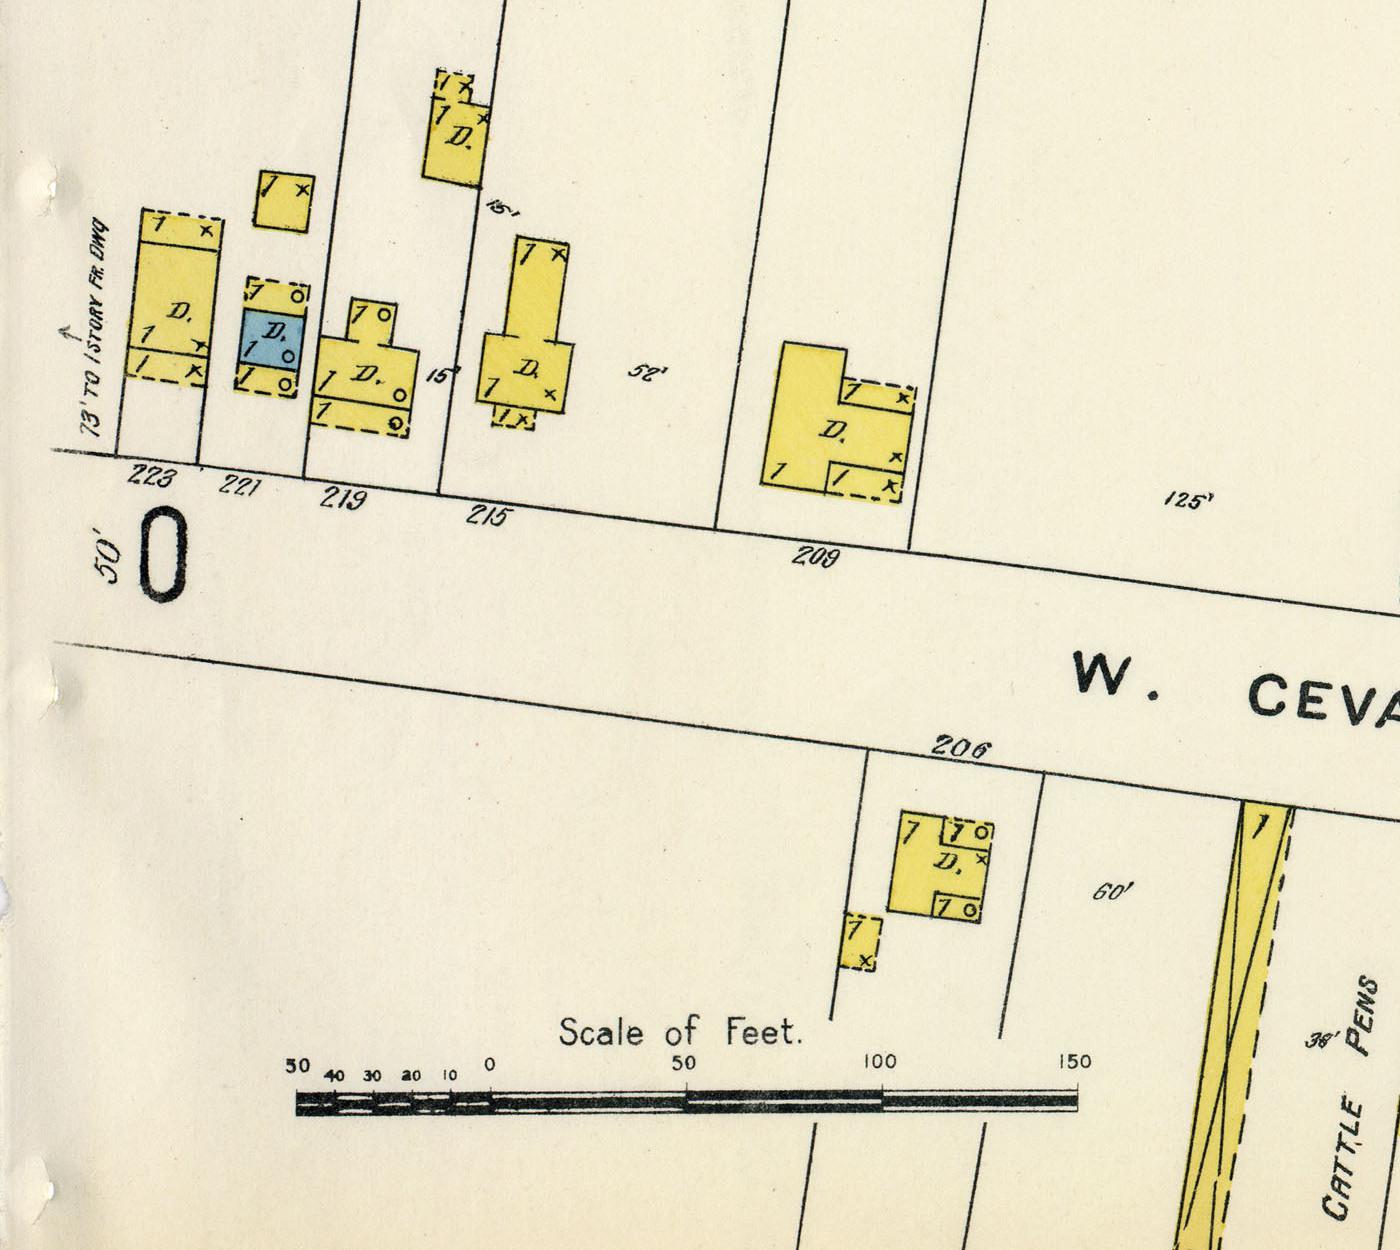 1 x
1 x
D.
15'
1 x
1 x
D.
1 x
1 x
73' TO 1 STORY FR. DWG
1 o
D.
1 o
1 o
1 o
D.
1 o
1 o
15'
1 x
D.
1 x
1 x
52'
1 x
D.
1 x
1 x
125'
223 221 219 215 209
50'
0
W. CEVA
206
1 1 o
D. x
1 o
1
x
60'
1
38'
CATTLE PENS
Scale of Feet.
50 40 30 20 10 0 50 100 150